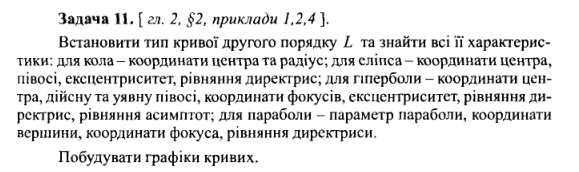 Задача 11. [ гл. 2, §2, приклади 1,2,4 ].
Встановити тип кривої другого порядку L та знайти всі її характерис-
тики: для кола – координати центра та радіус; для еліпса – координати центра,
півосі, ексцентриситет, рівняння директрис; для гіперболи – координати цен-
тра, дійсну та уявну півосі, координати фокусів, ексцентриситет, рівняння ди-
ректрис, рівняння асимптот; для параболи – параметр параболи, координати
вершини, координати фокуса, рівняння директриси.
Побудувати графіки кривих.